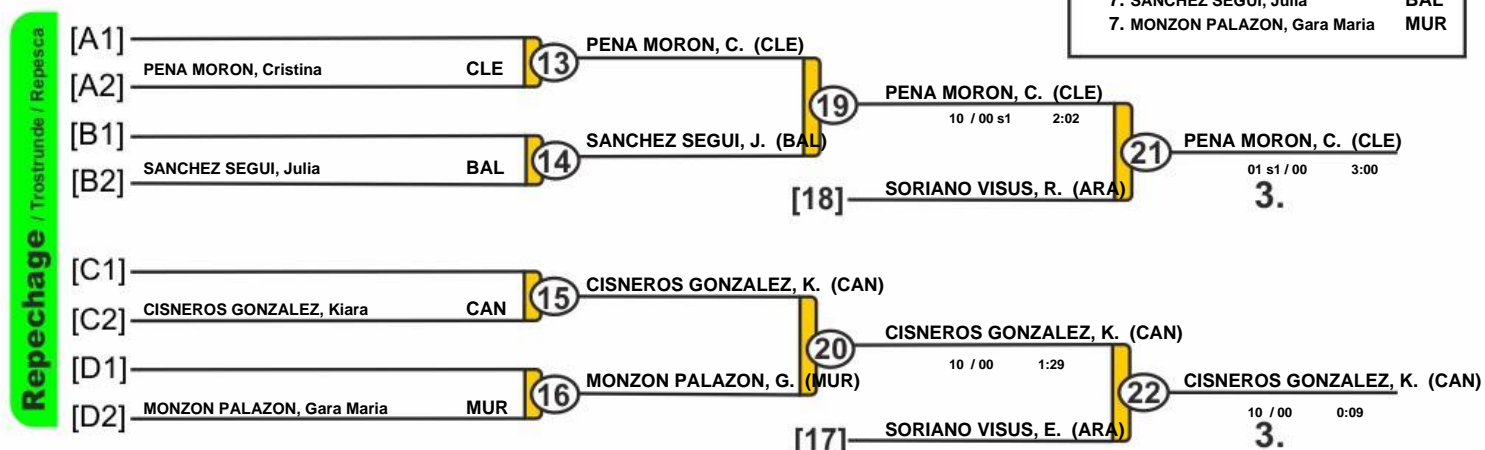 7. SANCHEZ SEGUI, Julia BAL
7. MONZON PALAZON, Gara Maria MUR
Repechage / Trostrunde / Repesca
[A1]
PENA MORON, Cristina CLE
[A2]
13
PENA MORON, C. (CLE)
[B1]
SANCHEZ SEGUI, Julia BAL
[B2]
14
SANCHEZ SEGUI, J. (BAL)
19
PENA MORON, C. (CLE)
10 / 00 s1 2:02
[18]
SORIANO VISUS, R. (ARA)
21
PENA MORON, C. (CLE)
01 s1 / 00 3:00
3.
[C1]
CISNEROS GONZALEZ, Kiara CAN
[C2]
15
CISNEROS GONZALEZ, K. (CAN)
[D1]
MONZON PALAZON, Gara Maria MUR
[D2]
16
MONZON PALAZON, G. (MUR)
20
CISNEROS GONZALEZ, K. (CAN)
10 / 00 1:29
[17]
SORIANO VISUS, E. (ARA)
22
CISNEROS GONZALEZ, K. (CAN)
10 / 00 0:09
3.